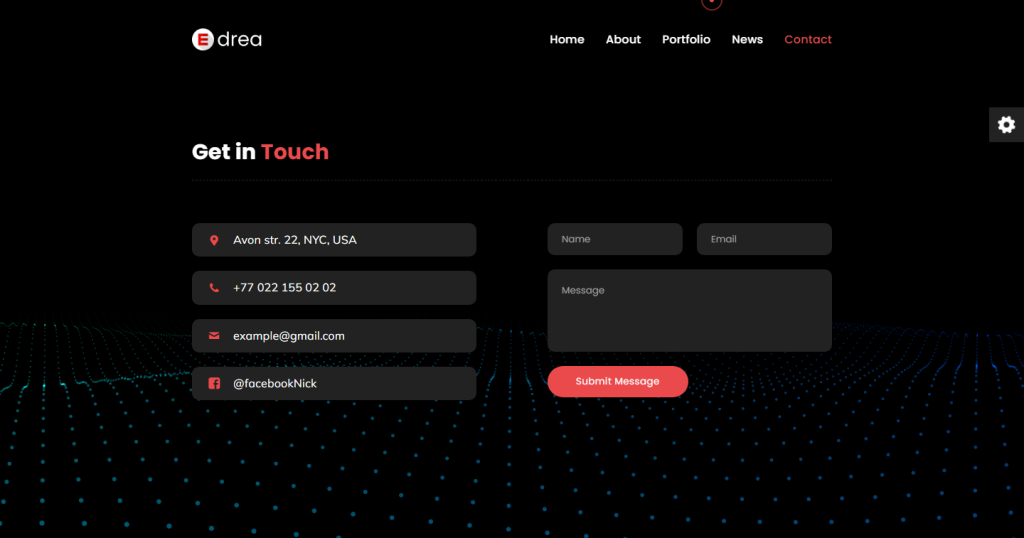 Edrea
Home About Portfolio News Contact
Get in Touch
Avon str. 22, NYC, USA
Name Email
+77 022 155 02 02
Message
example@gmail.com
@facebookNick
Submit Message